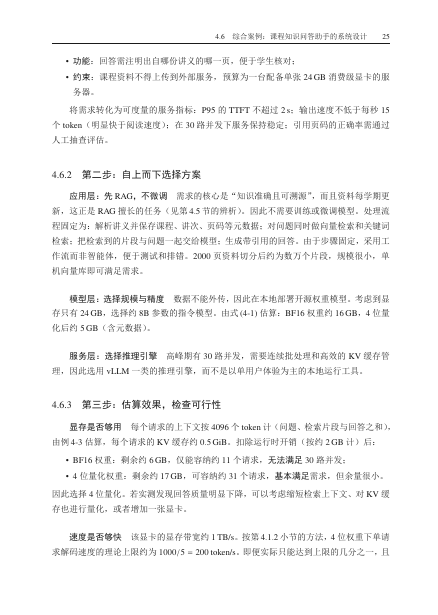 4.6 综合案例：课程知识问答助手的系统设计 25
• 功能：回答需注明出自哪份讲义的哪一页，便于学生核对；
• 约束：课程资料不得上传到外部服务，预算为一台配备单张 24 GB 消费级显卡的服
务器。
将需求转化为可度量的服务指标：P95 的 TTFT 不超过 2 s；输出速度不低于每秒 15
个 token（明显快于阅读速度）；在 30 路并发下服务保持稳定；引用页码的正确率需通过
人工抽查评估。
4.6.2 第二步：自上而下选择方案
应用层：先 RAG，不微调 需求的核心是“知识准确且可溯源”，而且资料每学期更
新，这正是 RAG 擅长的任务（见第 4.5 节的辨析）。因此不需要训练或微调模型。处理流
程固定为：解析讲义并保存课程、讲次、页码等元数据；对问题同时做向量检索和关键词
检索；把检索到的片段与问题一起交给模型；生成带引用的回答。由于步骤固定，采用工
作流而非智能体，便于测试和排错。2000 页资料切分后约为数万个片段，规模很小，单
机向量库即可满足需求。
模型层：选择规模与精度 数据不能外传，因此在本地部署开源权重模型。考虑到显
存只有 24 GB，选择约 8B 参数的指令模型。由式 (4-1) 估算：BF16 权重约 16 GB，4 位量
化后约 5 GB（含元数据）。
服务层：选择推理引擎 高峰期有 30 路并发，需要连续批处理和高效的 KV 缓存管
理，因此选用 vLLM 一类的推理引擎，而不是以单用户体验为主的本地运行工具。
4.6.3 第三步：估算效果，检查可行性
显存是否够用 每个请求的上下文按 4096 个 token 计（问题、检索片段与回答之和），
由例 4-3 估算，每个请求的 KV 缓存约 0.5 GiB。扣除运行时开销（按约 2 GB 计）后：
• BF16 权重：剩余约 6 GB，仅能容纳约 11 个请求，无法满足 30 路并发；
• 4 位量化权重：剩余约 17 GB，可容纳约 31 个请求，基本满足需求，但余量很小。
因此选择 4 位量化。若实测发现回答质量明显下降，可以考虑缩短检索上下文、对 KV 缓
存也进行量化，或者增加一张显卡。
速度是否够快 该显卡的显存带宽约 1 TB/s。按第 4.1.2 小节的方法，4 位权重下单请
求解码速度的理论上限约为 1000/5 = 200 token/s。即便实际只能达到上限的几分之一，且